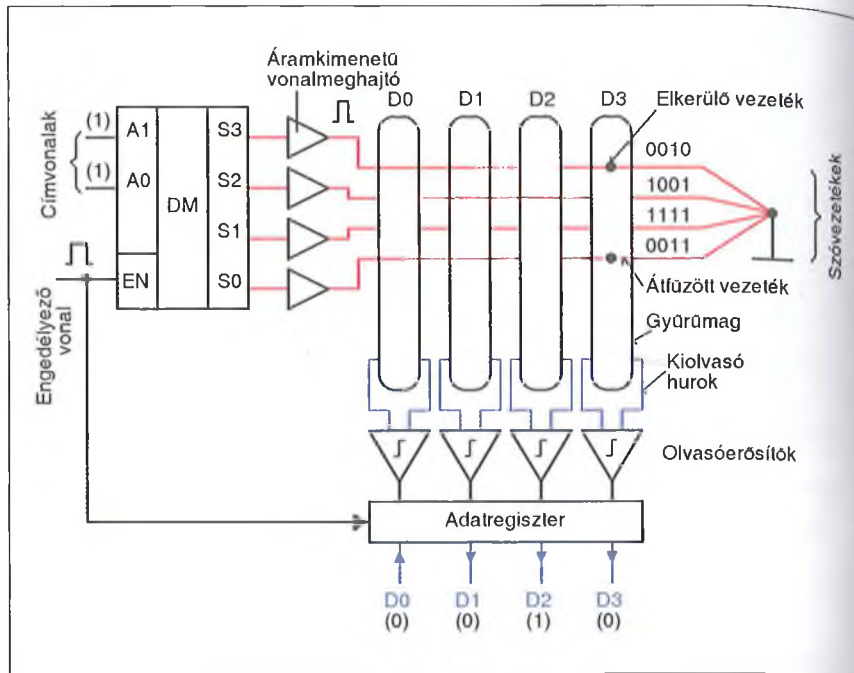 Áramkimenetű
vonalmeghajtó
D0 D1 D2 D3
Elkerülő vezeték
Címvonalak
(1) A1
(1) A0
DM
EN
S3
S2
S1
S0
0010
1001
1111
0011
Szóvezetékek
Átfűzött vezeték
Gyűrűmag
Kiolvasó
hurok
Engedélyező
vonal
Olvasóerősítők
Adatregiszter
D0 D1 D2 D3
(0) (0) (1) (0)